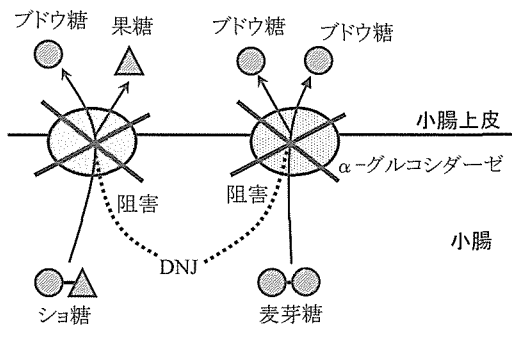 ブドウ糖
果糖
ブドウ糖
ブドウ糖
小腸上皮
α-グルコシダーゼ
阻害
阻害
小腸
DNJ
ショ糖
麦芽糖